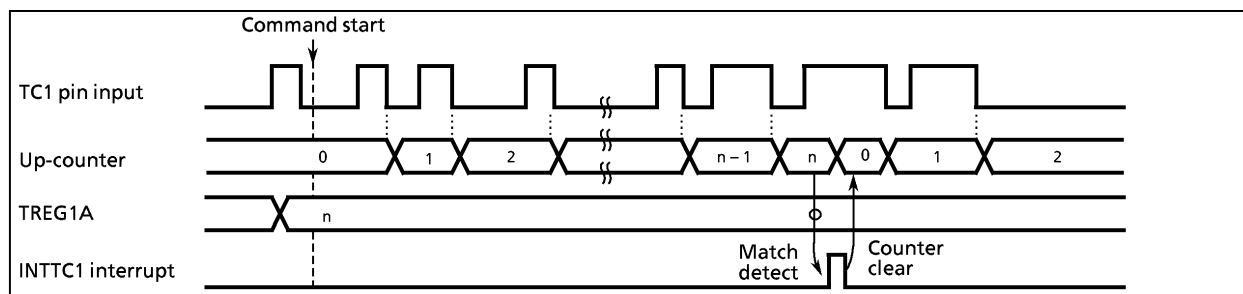 Command start
TC1 pin input
Up-counter
0 1 2 n – 1 n 0 1 2
TREG1A
n
Match
detect
Counter
clear
INTTC1 interrupt